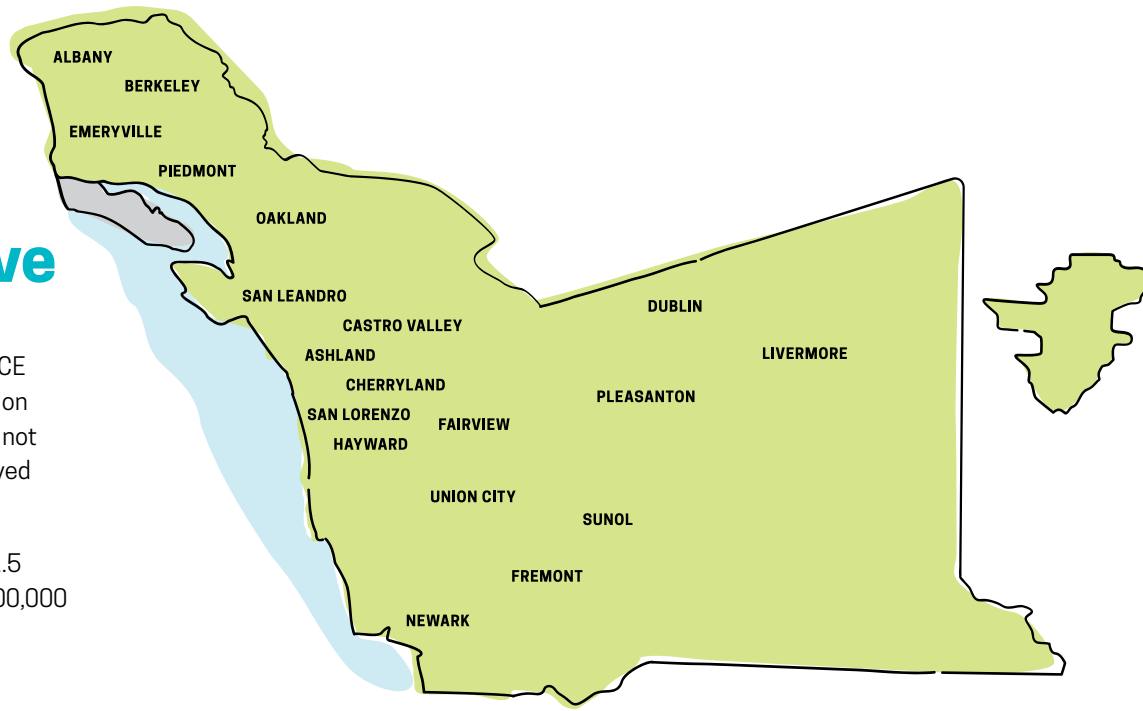 ve
CE
on
not
ved
.5
00,000
ALBANY
BERKELEY
EMERYVILLE
PIEDMONT
OAKLAND
SAN LEANDRO
CASTRO VALLEY
ASHLAND
CHERRYLAND
SAN LORENZO
FAIRVIEW
HAYWARD
UNION CITY
SUNOL
FREMONT
NEWARK
DUBLIN
LIVERMORE
PLEASANTON